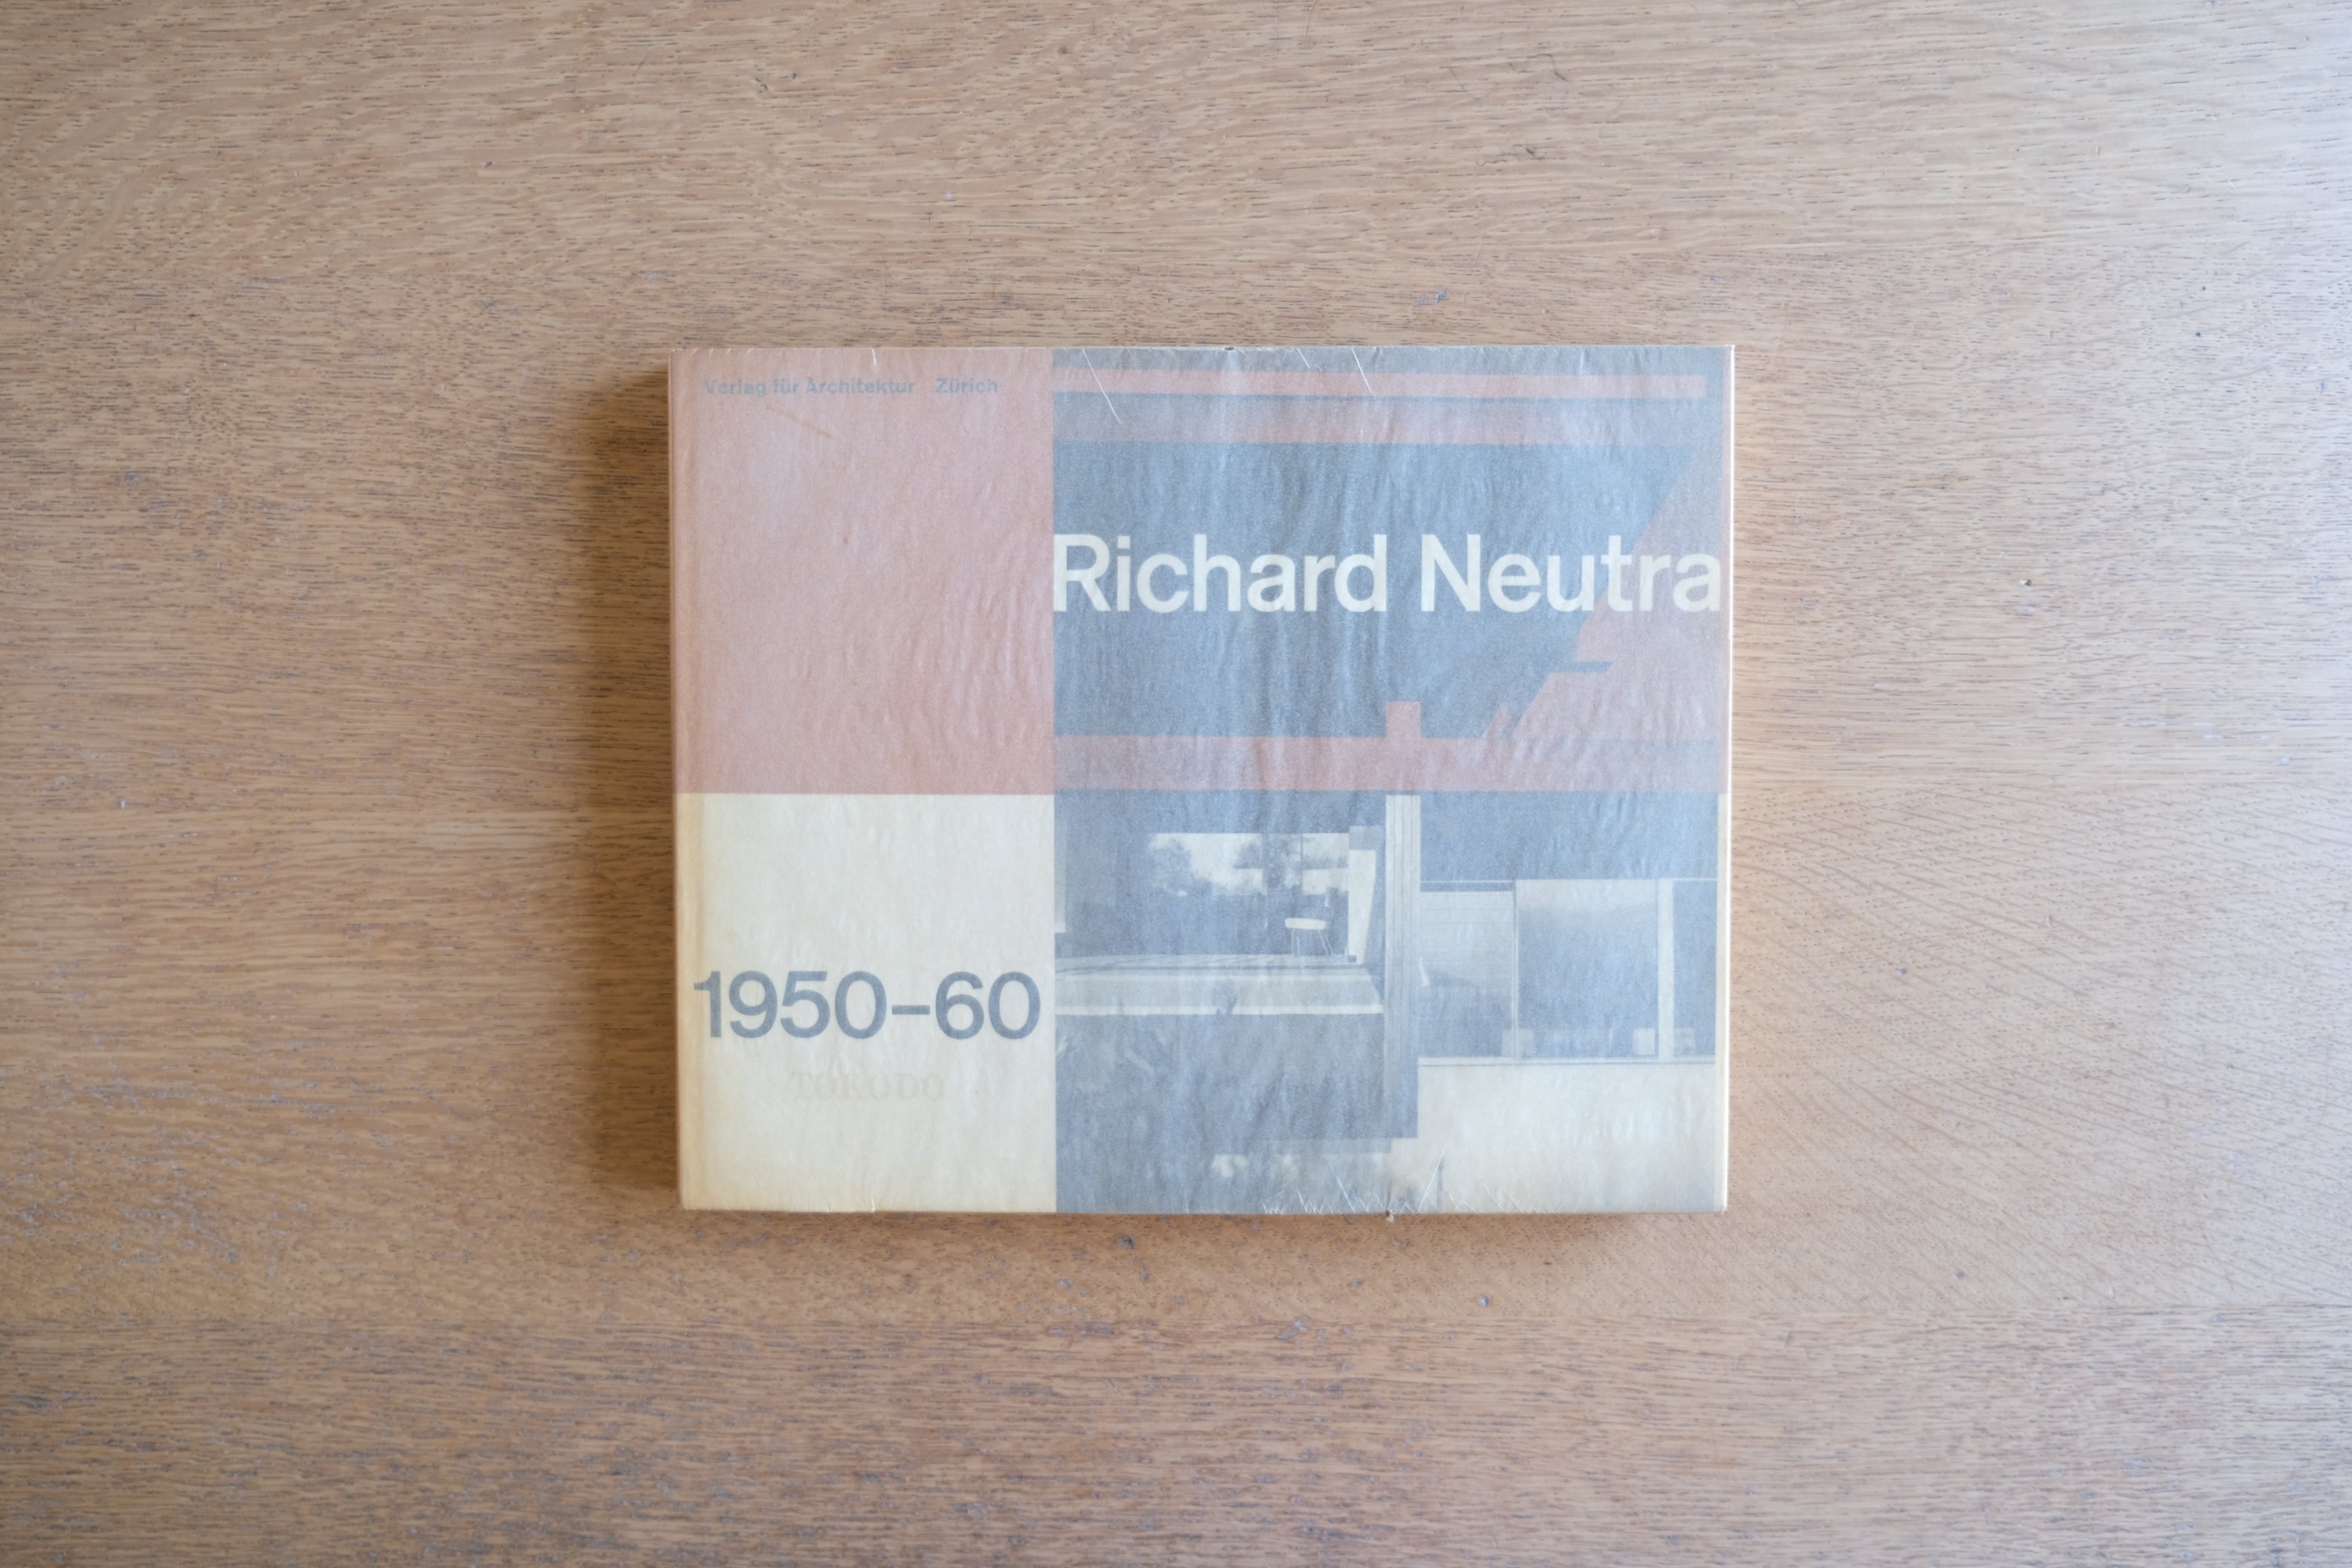 Verlag für Architektur Zürich
Richard Neutra
1950–60
TOKODO